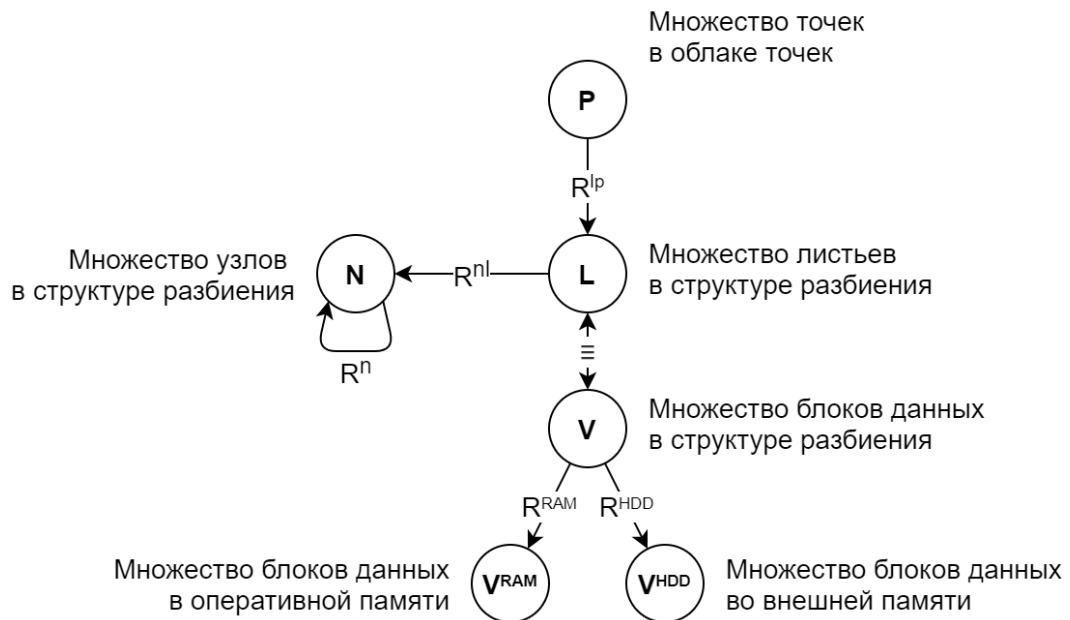 Множество точек
в облаке точек
P
R^lp
Множество узлов
в структуре разбиения
N
R^nl
L
Множество листьев
в структуре разбиения
R^n
≡
V
Множество блоков данных
в структуре разбиения
R^RAM
R^HDD
Множество блоков данных
в оперативной памяти
V^RAM
V^HDD
Множество блоков данных
во внешней памяти